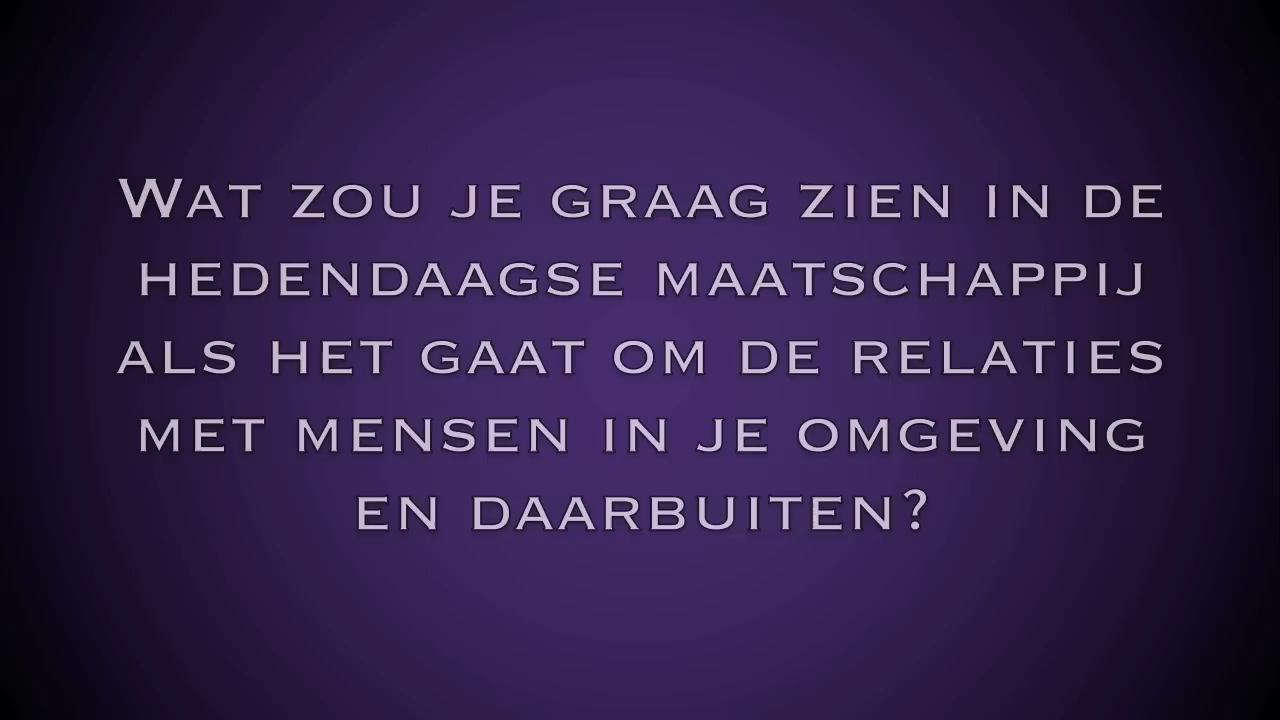 Wat zou je graag zien in de
hedendaagse maatschappij
als het gaat om de relaties
met mensen in je omgeving
en daarbuiten?